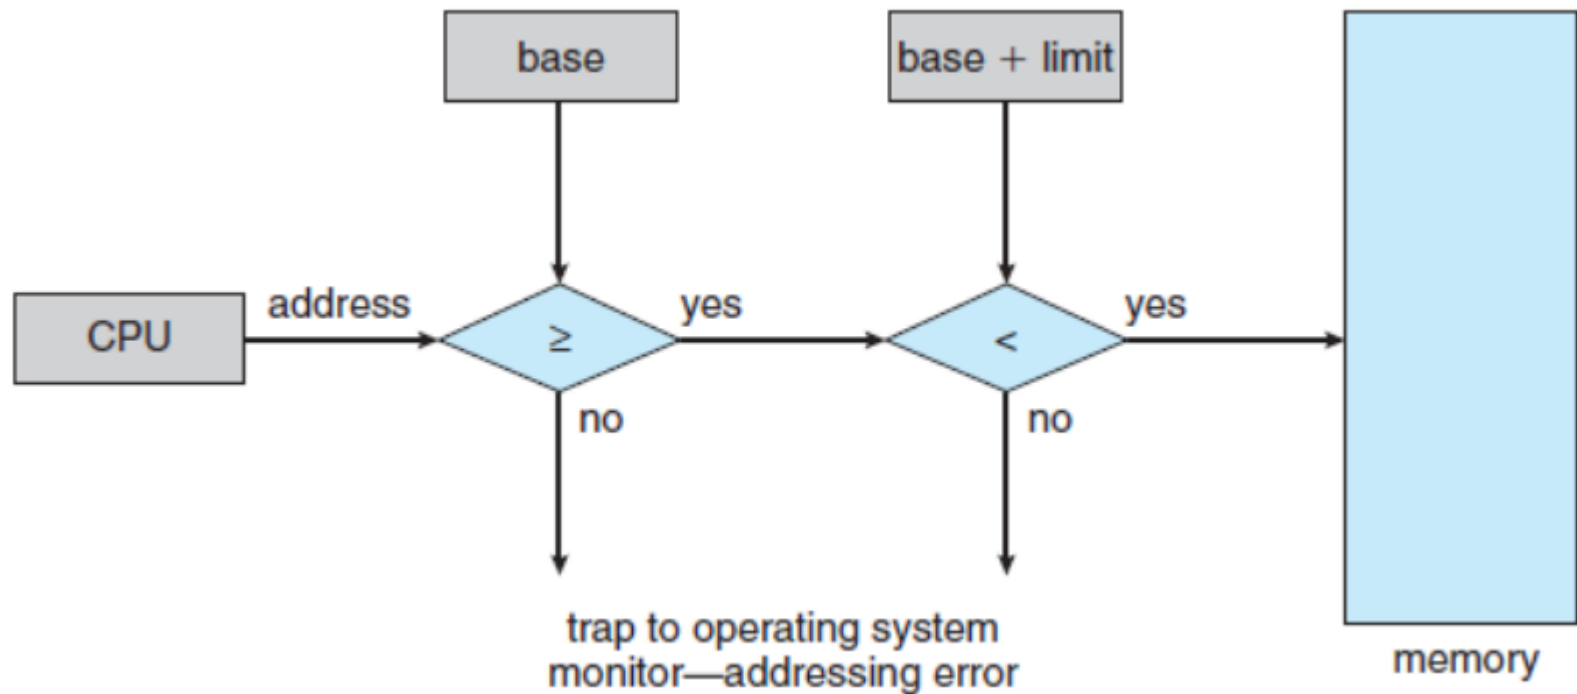 base
base + limit
CPU
address
≥
yes
<
yes
no
no
trap to operating system
monitor—addressing error
memory